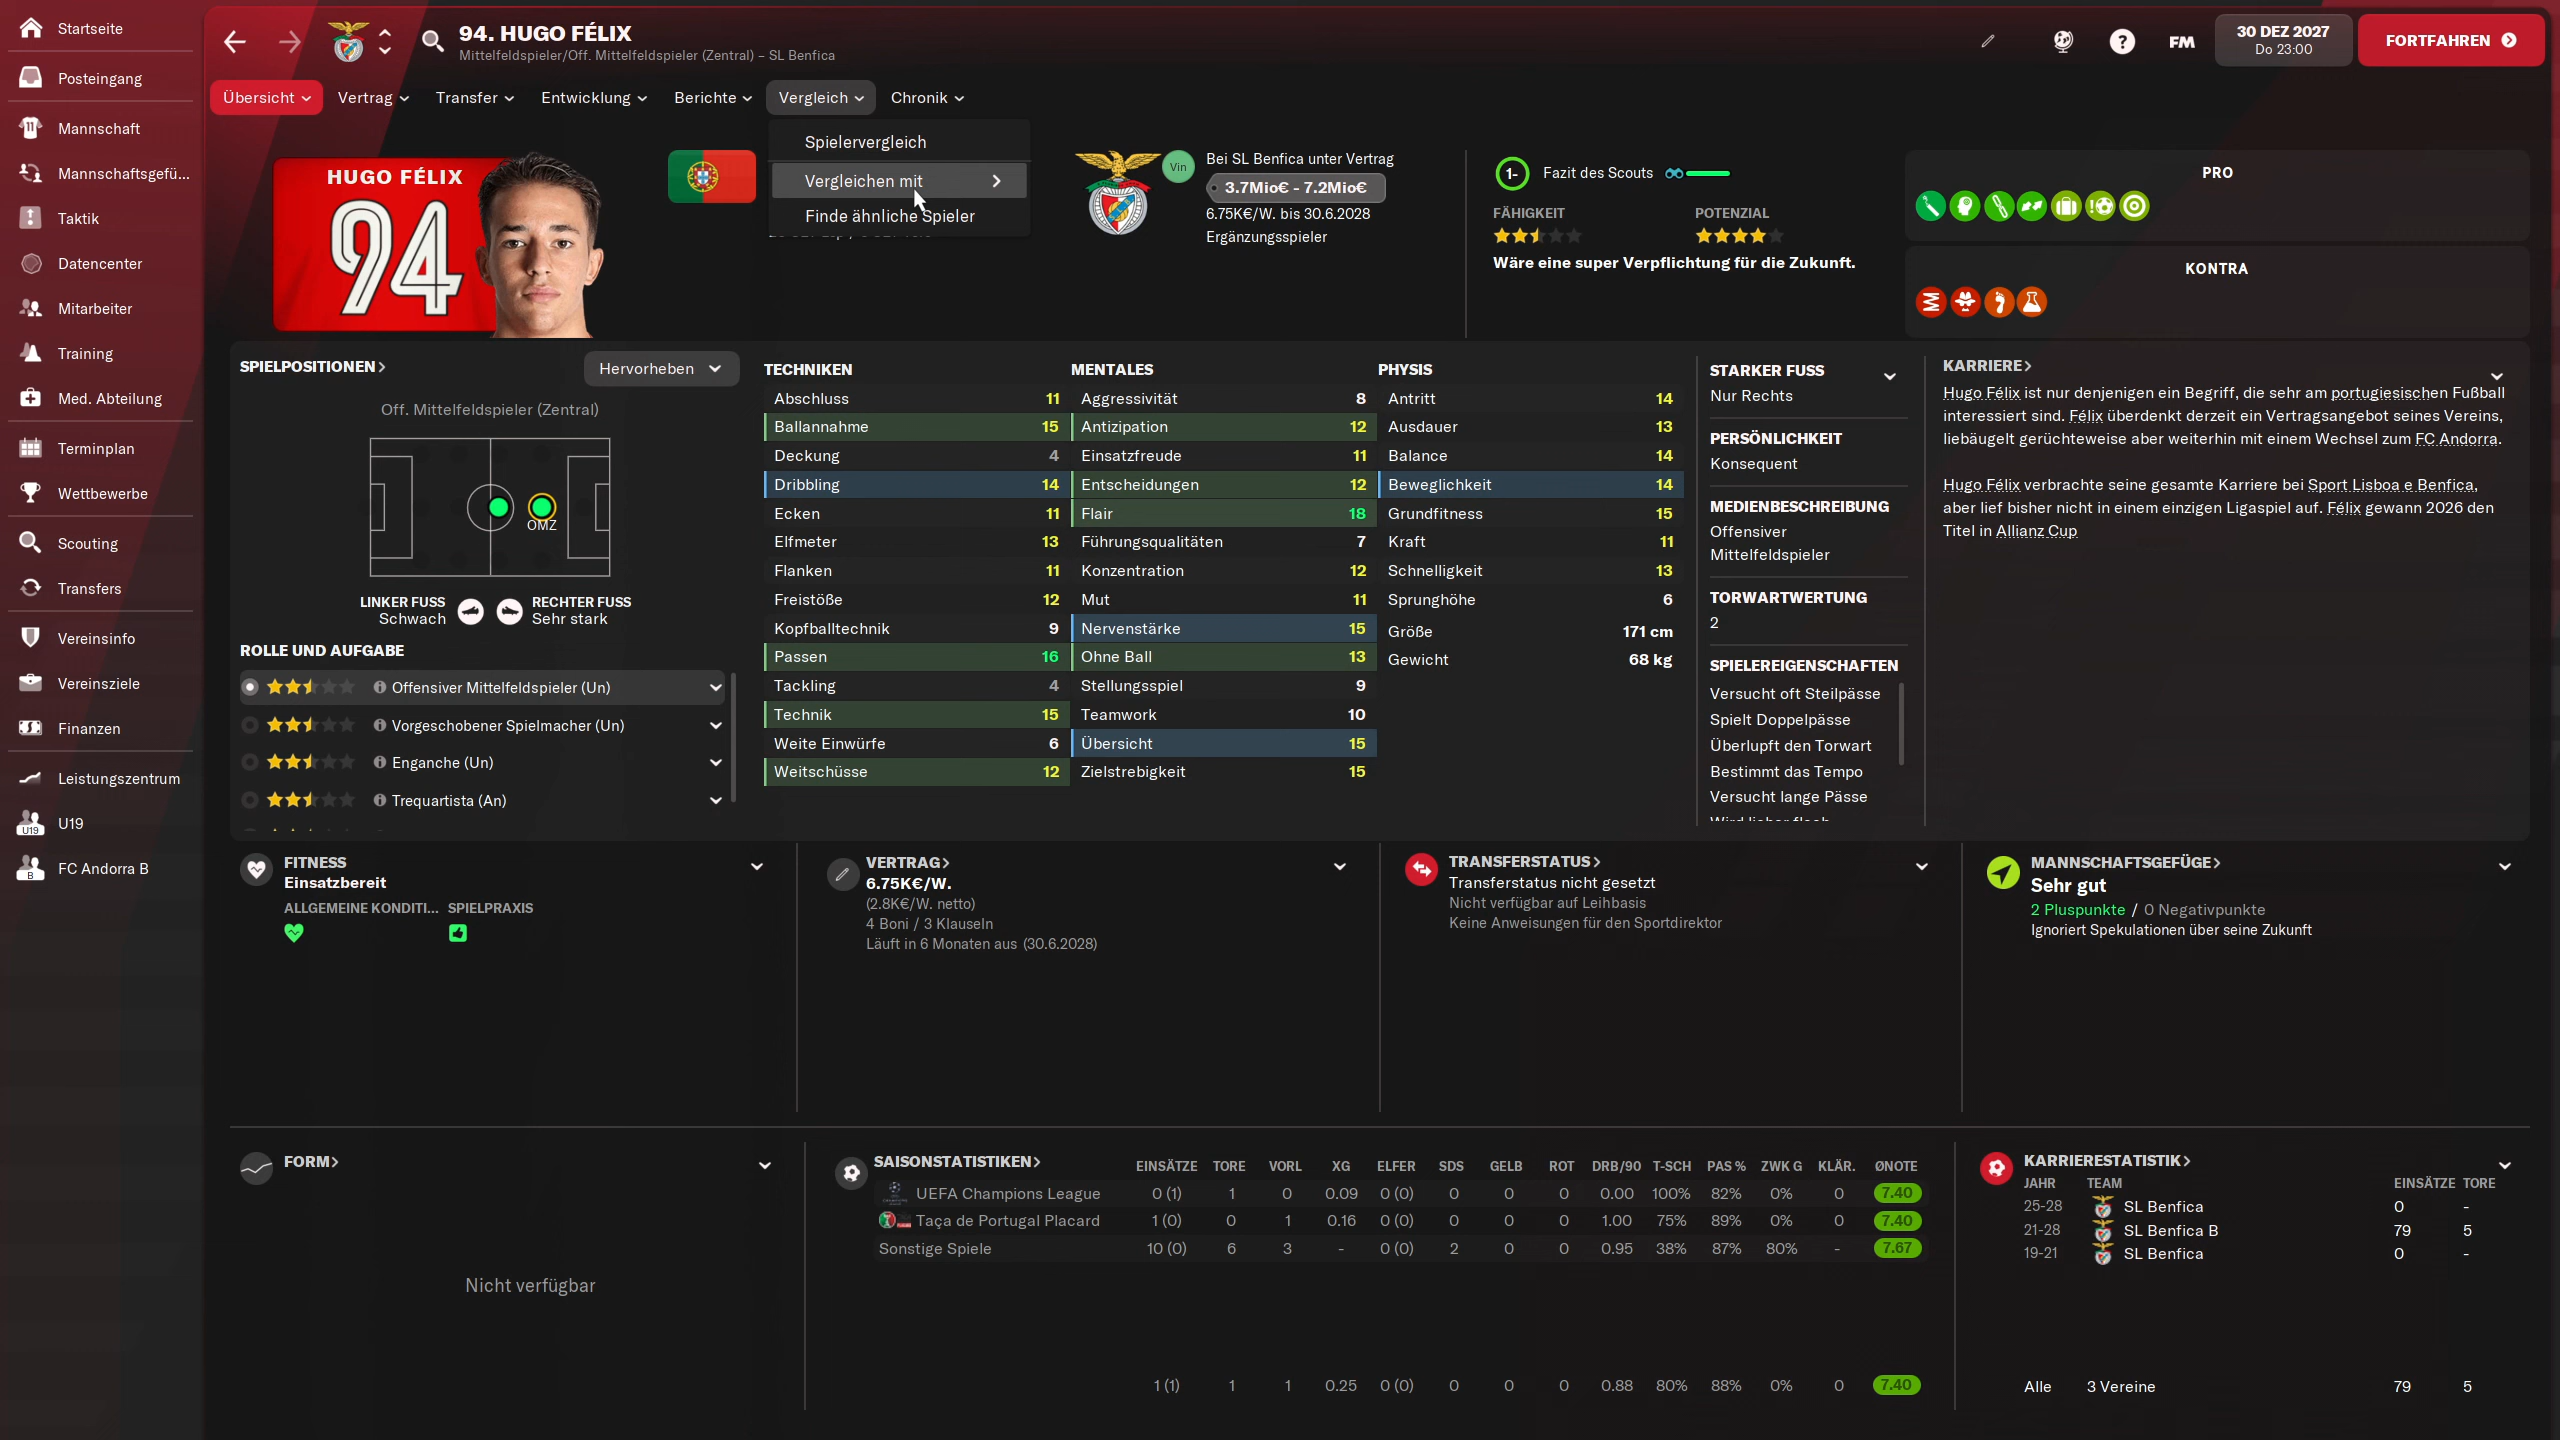 Startseite
Posteingang
Mannschaft
Mannschaftsgefü...
Taktik
Datencenter
Mitarbeiter
Training
Med. Abteilung
Terminplan
Wettbewerbe
Scouting
Transfers
Vereinsinfo
Vereinsziele
Finanzen
Leistungszentrum
U19 U19
B FC Andorra B
94. HUGO FÉLIX
Mittelfeldspieler/Off. Mittelfeldspieler (Zentral) – SL Benfica
FM
30 DEZ 2027
Do 23:00
FORTFAHREN
Übersicht Vertrag Transfer Entwicklung Berichte Vergleich Chronik
Spielervergleich
Vergleichen mit
Finde ähnliche Spieler
HUGO FÉLIX
94
Vin
Bei SL Benfica unter Vertrag
3.7Mio€ - 7.2Mio€
6.75K€/W. bis 30.6.2028
Ergänzungsspieler
1- Fazit des Scouts
FÄHIGKEIT POTENZIAL
Wäre eine super Verpflichtung für die Zukunft.
PRO
KONTRA
SPIELPOSITIONEN>
Hervorheben
Off. Mittelfeldspieler (Zentral)
OMZ
LINKER FUSS
Schwach
RECHTER FUSS
Sehr stark
ROLLE UND AUFGABE
Offensiver Mittelfeldspieler (Un)
Vorgeschobener Spielmacher (Un)
Enganche (Un)
Trequartista (An)
TECHNIKEN
Abschluss 11
Ballannahme 15
Deckung 4
Dribbling 14
Ecken 11
Elfmeter 13
Flanken 11
Freistöße 12
Kopfballtechnik 9
Passen 16
Tackling 4
Technik 15
Weite Einwürfe 6
Weitschüsse 12
MENTALES
Aggressivität 8
Antizipation 12
Einsatzfreude 11
Entscheidungen 12
Flair 18
Führungsqualitäten 7
Konzentration 12
Mut 11
Nervenstärke 15
Ohne Ball 13
Stellungsspiel 9
Teamwork 10
Übersicht 15
Zielstrebigkeit 15
PHYSIS
Antritt 14
Ausdauer 13
Balance 14
Beweglichkeit 14
Grundfitness 15
Kraft 11
Schnelligkeit 13
Sprunghöhe 6
Größe 171 cm
Gewicht 68 kg
STARKER FUSS
Nur Rechts
PERSÖNLICHKEIT
Konsequent
MEDIENBESCHREIBUNG
Offensiver
Mittelfeldspieler
TORWARTWERTUNG
2
SPIELEREIGENSCHAFTEN
Versucht oft Steilpässe
Spielt Doppelpässe
Überlupft den Torwart
Bestimmt das Tempo
Versucht lange Pässe
KARRIERE>
Hugo Félix ist nur denjenigen ein Begriff, die sehr am portugiesischen Fußball
interessiert sind. Félix überdenkt derzeit ein Vertragsangebot seines Vereins,
liebäugelt gerüchteweise aber weiterhin mit einem Wechsel zum FC Andorra.
Hugo Félix verbrachte seine gesamte Karriere bei Sport Lisboa e Benfica,
aber lief bisher nicht in einem einzigen Ligaspiel auf. Félix gewann 2026 den
Titel in Allianz Cup
FITNESS
Einsatzbereit
ALLGEMEINE KONDITI... SPIELPRAXIS
VERTRAG>
6.75K€/W.
(2.8K€/W. netto)
4 Boni / 3 Klauseln
Läuft in 6 Monaten aus (30.6.2028)
TRANSFERSTATUS>
Transferstatus nicht gesetzt
Nicht verfügbar auf Leihbasis
Keine Anweisungen für den Sportdirektor
MANNSCHAFTSGEFÜGE>
Sehr gut
2 Pluspunkte / 0 Negativpunkte
Ignoriert Spekulationen über seine Zukunft
FORM>
Nicht verfügbar
SAISONSTATISTIKEN> EINSÄTZE TORE VORL XG ELFER SDS GELB ROT DRB/90 T-SCH PAS % ZWK G KLÄR. ØNOTE
UEFA Champions League 0 (1) 1 0 0.09 0 (0) 0 0 0 0.00 100% 82% 0% 0 7.40
Taça de Portugal Placard 1 (0) 0 1 0.16 0 (0) 0 0 0 1.00 75% 89% 0% 0 7.40
Sonstige Spiele 10 (0) 6 3 - 0 (0) 2 0 0 0.95 38% 87% 80% - 7.67
1 (1) 1 1 0.25 0 (0) 0 0 0 0.88 80% 88% 0% 0 7.40
KARRIERESTATISTIK>
JAHR TEAM EINSÄTZE TORE
25-28 SL Benfica 0 -
21-28 SL Benfica B 79 5
19-21 SL Benfica 0 -
Alle 3 Vereine 79 5